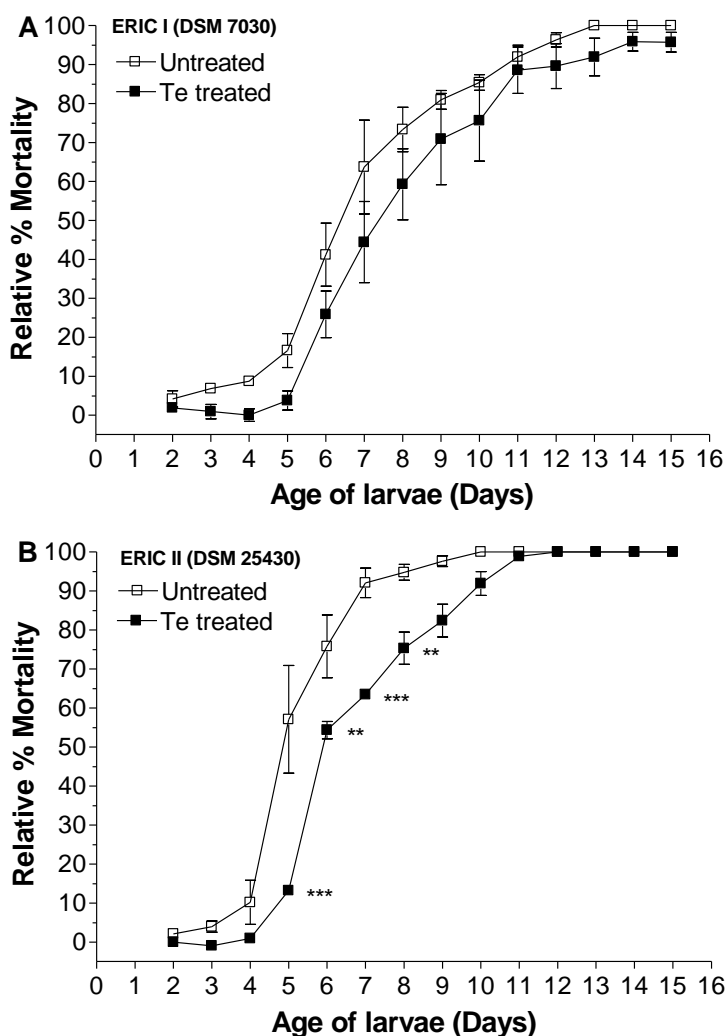 A
ERIC I (DSM 7030)
Untreated
Te treated
Relative % Mortality
100
90
80
70
60
50
40
30
20
10
0
0 1 2 3 4 5 6 7 8 9 10 11 12 13 14 15 16
Age of larvae (Days)
B
ERIC II (DSM 25430)
Untreated
Te treated
Relative % Mortality
100
90
80
70
60
50
40
30
20
10
0
**
***
**
***
0 1 2 3 4 5 6 7 8 9 10 11 12 13 14 15 16
Age of larvae (Days)